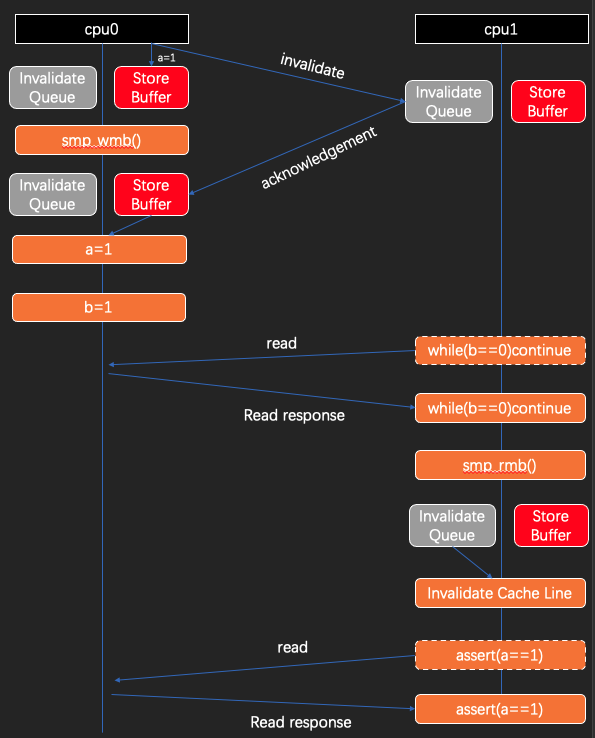 cpu0
cpu1
a=1
invalidate
Invalidate
Queue
Store
Buffer
Invalidate
Queue
Store
Buffer
smp_wmb()
acknowledgement
Invalidate
Queue
Store
Buffer
a=1
b=1
read
while(b==0)continue
Read response
while(b==0)continue
smp_rmb()
Invalidate
Queue
Store
Buffer
Invalidate Cache Line
read
assert(a==1)
Read response
assert(a==1)